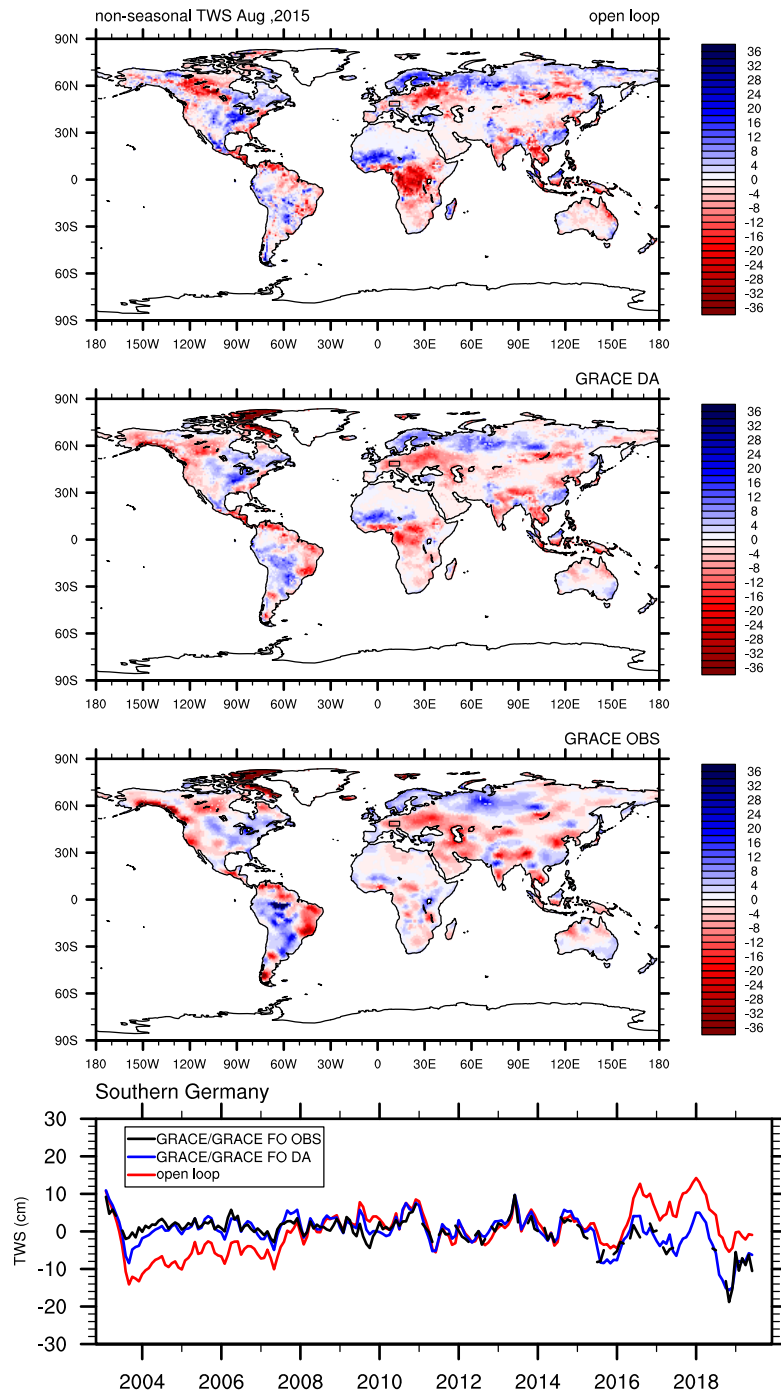 non-seasonal TWS Aug ,2015 open loop
90N
60N
30N
0
30S
60S
90S
180 150W 120W 90W 60W 30W 0 30E 60E 90E 120E 150E 180
36
32
28
24
20
16
12
8
4
0
-4
-8
-12
-16
-20
-24
-28
-32
-36
GRACE DA
90N
60N
30N
0
30S
60S
90S
180 150W 120W 90W 60W 30W 0 30E 60E 90E 120E 150E 180
36
32
28
24
20
16
12
8
4
0
-4
-8
-12
-16
-20
-24
-28
-32
-36
GRACE OBS
90N
60N
30N
0
30S
60S
90S
180 150W 120W 90W 60W 30W 0 30E 60E 90E 120E 150E 180
36
32
28
24
20
16
12
8
4
0
-4
-8
-12
-16
-20
-24
-28
-32
-36
Southern Germany
TWS (cm)
30
20
10
0
-10
-20
-30
GRACE/GRACE FO OBS
GRACE/GRACE FO DA
open loop
2004 2006 2008 2010 2012 2014 2016 2018